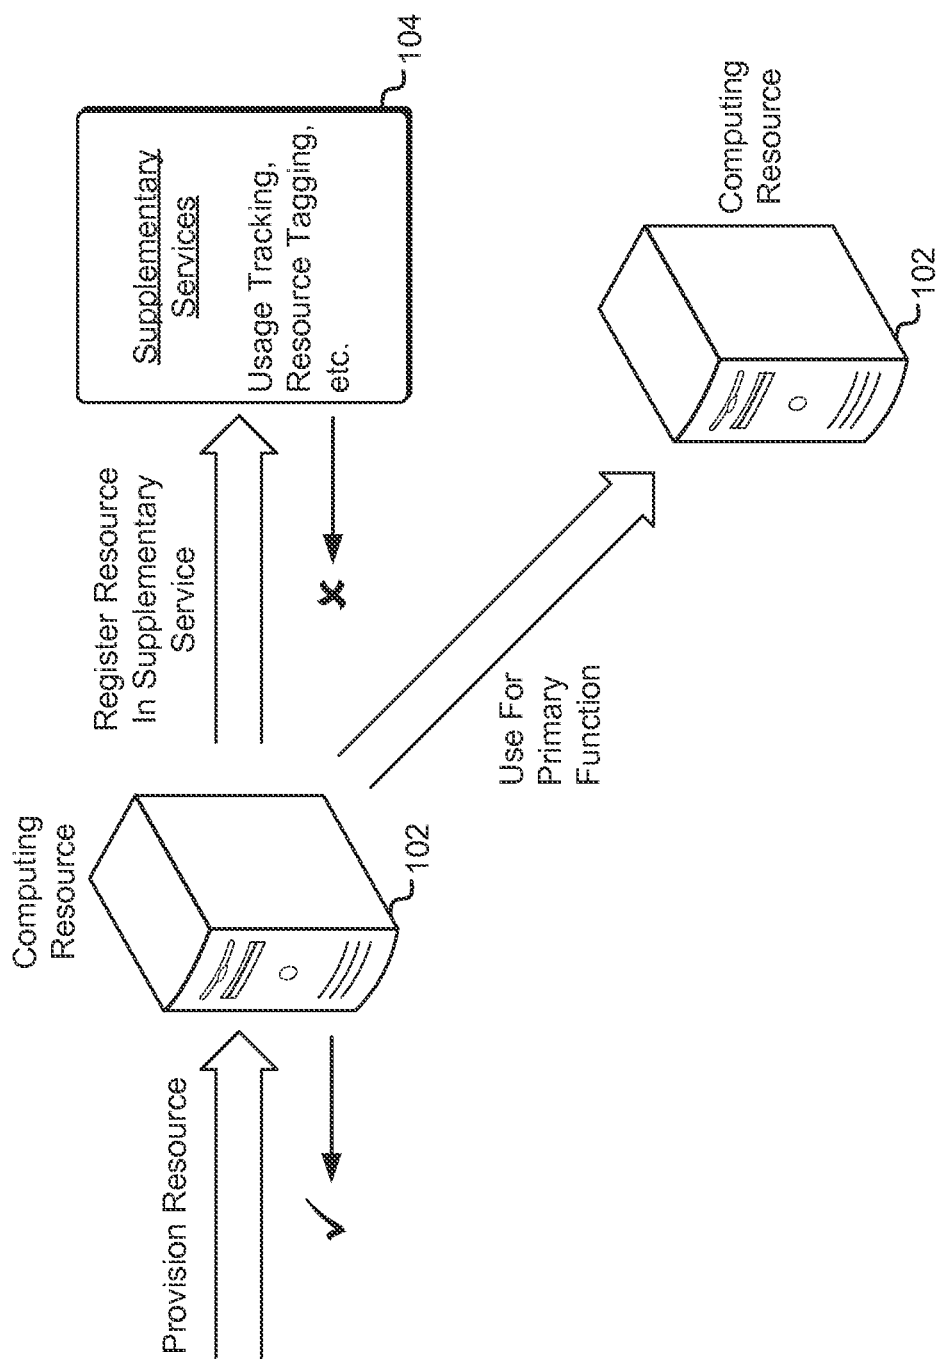 Provision Resource
Computing
Resource
102
Register Resource
In Supplementary
Service
Supplementary
Services
Usage Tracking,
Resource Tagging,
etc.
104
Use For
Primary
Function
Computing
Resource
102